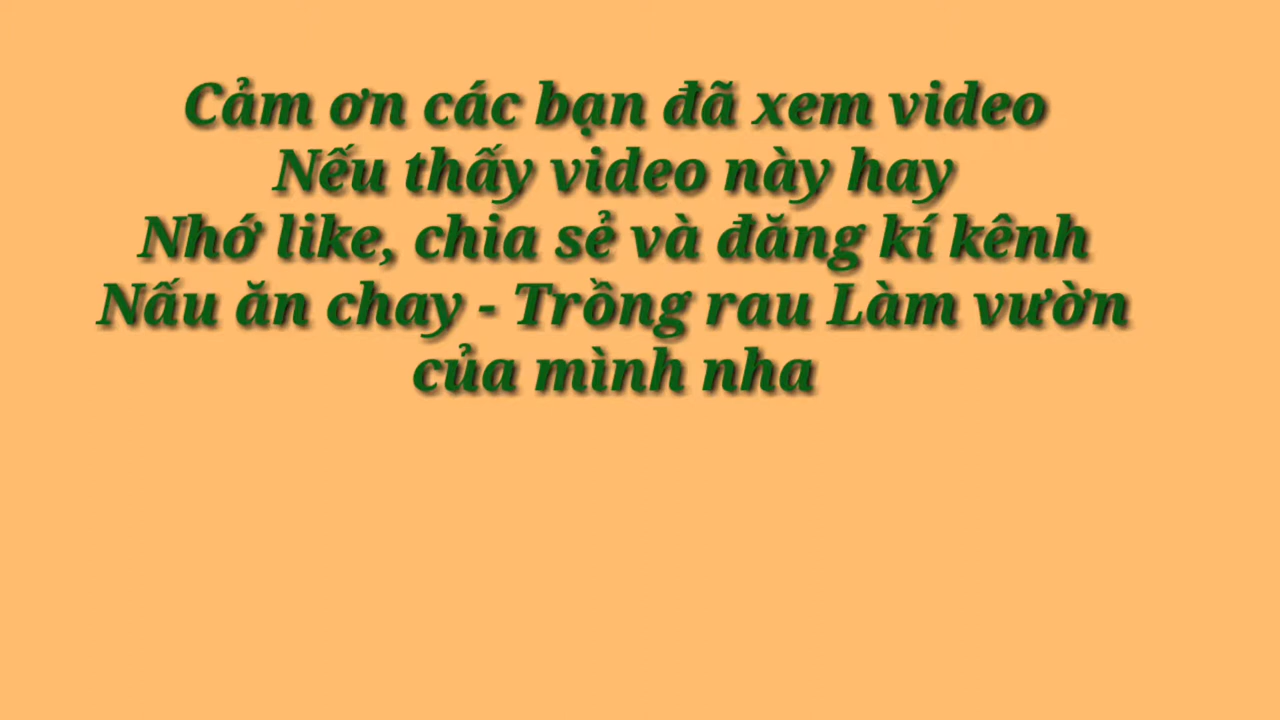 Cảm ơn các bạn đã xem video
Nếu thấy video này hay
Nhớ like, chia sẻ và đăng kí kênh
Nấu ăn chay - Trồng rau Làm vườn
của mình nha